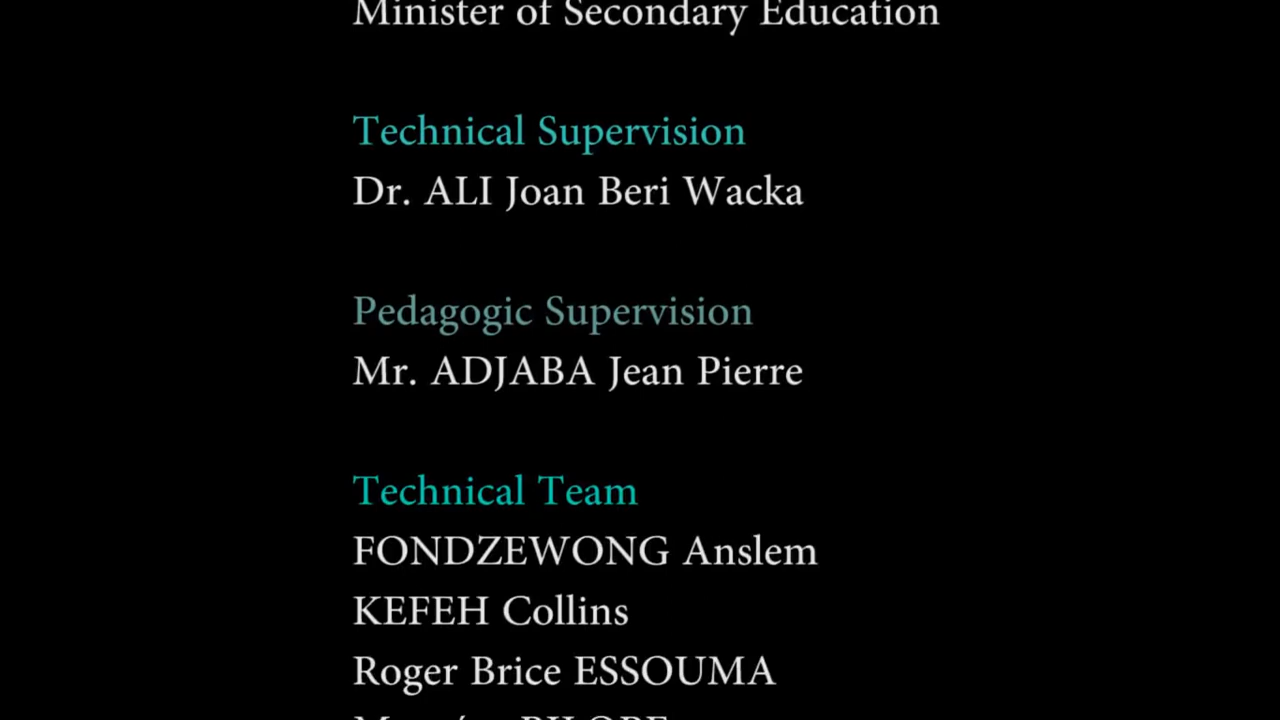 Minister of Secondary Education
Technical Supervision
Dr. ALI Joan Beri Wacka
Pedagogic Supervision
Mr. ADJABA Jean Pierre
Technical Team
FONDZEWONG Anslem
KEFEH Collins
Roger Brice ESSOUMA